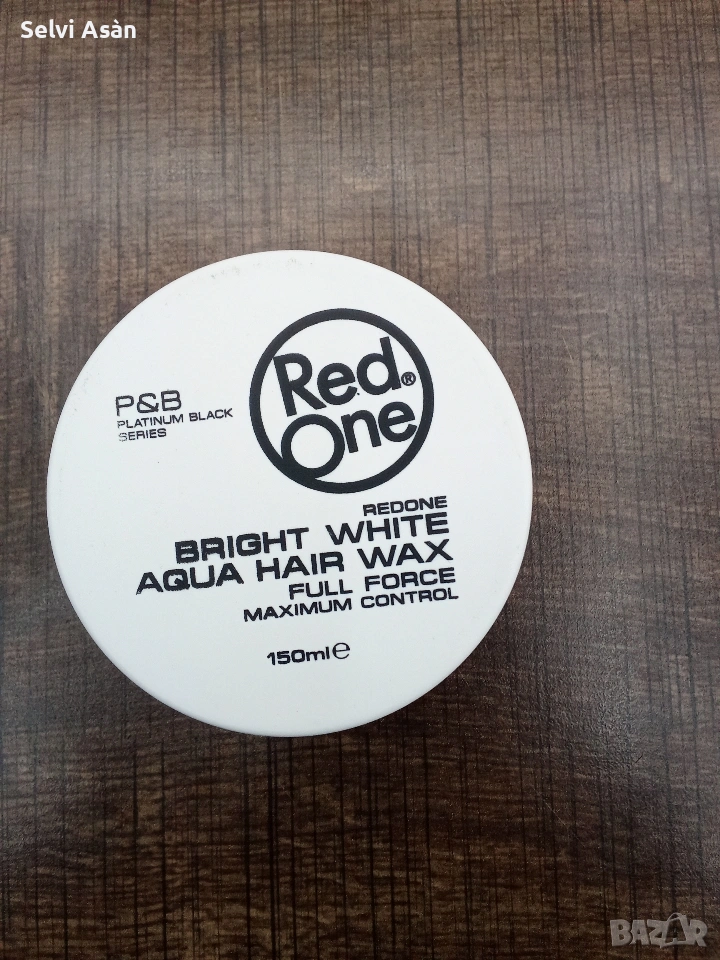 Selvi Asàn
P&B
PLATINUM BLACK
SERIES
Red®
One
REDONE
BRIGHT WHITE
AQUA HAIR WAX
FULL FORCE
MAXIMUM CONTROL
150ml℮
BAZAR